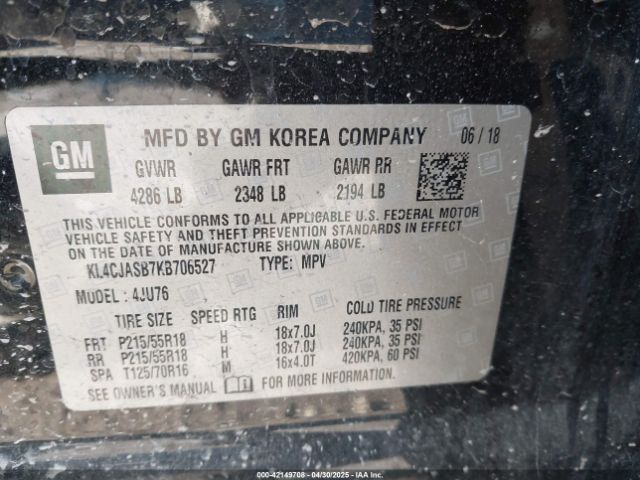 GM MFD BY GM KOREA COMPANY 06 / 18
GVWR GAWR FRT GAWR RR
4286 LB 2348 LB 2194 LB
THIS VEHICLE CONFORMS TO ALL APPLICABLE U.S. FEDERAL MOTOR
VEHICLE SAFETY AND THEFT PREVENTION STANDARDS IN EFFECT
ON THE DATE OF MANUFACTURE SHOWN ABOVE.
KL4CJASB7KB706527 TYPE: MPV
MODEL: 4JU76
TIRE SIZE SPEED RTG RIM COLD TIRE PRESSURE
FRT P215/55R18 H 18x7.0J 240KPA, 35 PSI
RR P215/55R18 H 18x7.0J 240KPA, 35 PSI
SPA T125/70R16 M 16x4.0T 420KPA, 60 PSI
SEE OWNER'S MANUAL FOR MORE INFORMATION.
000-42149708 - 04/30/2025 - IAAI.COM